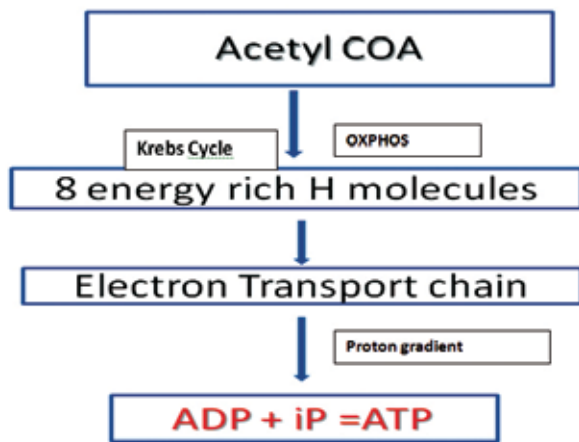 Acetyl COA
Krebs Cycle
OXPHOS
8 energy rich H molecules
Electron Transport chain
Proton gradient
ADP + iP =ATP